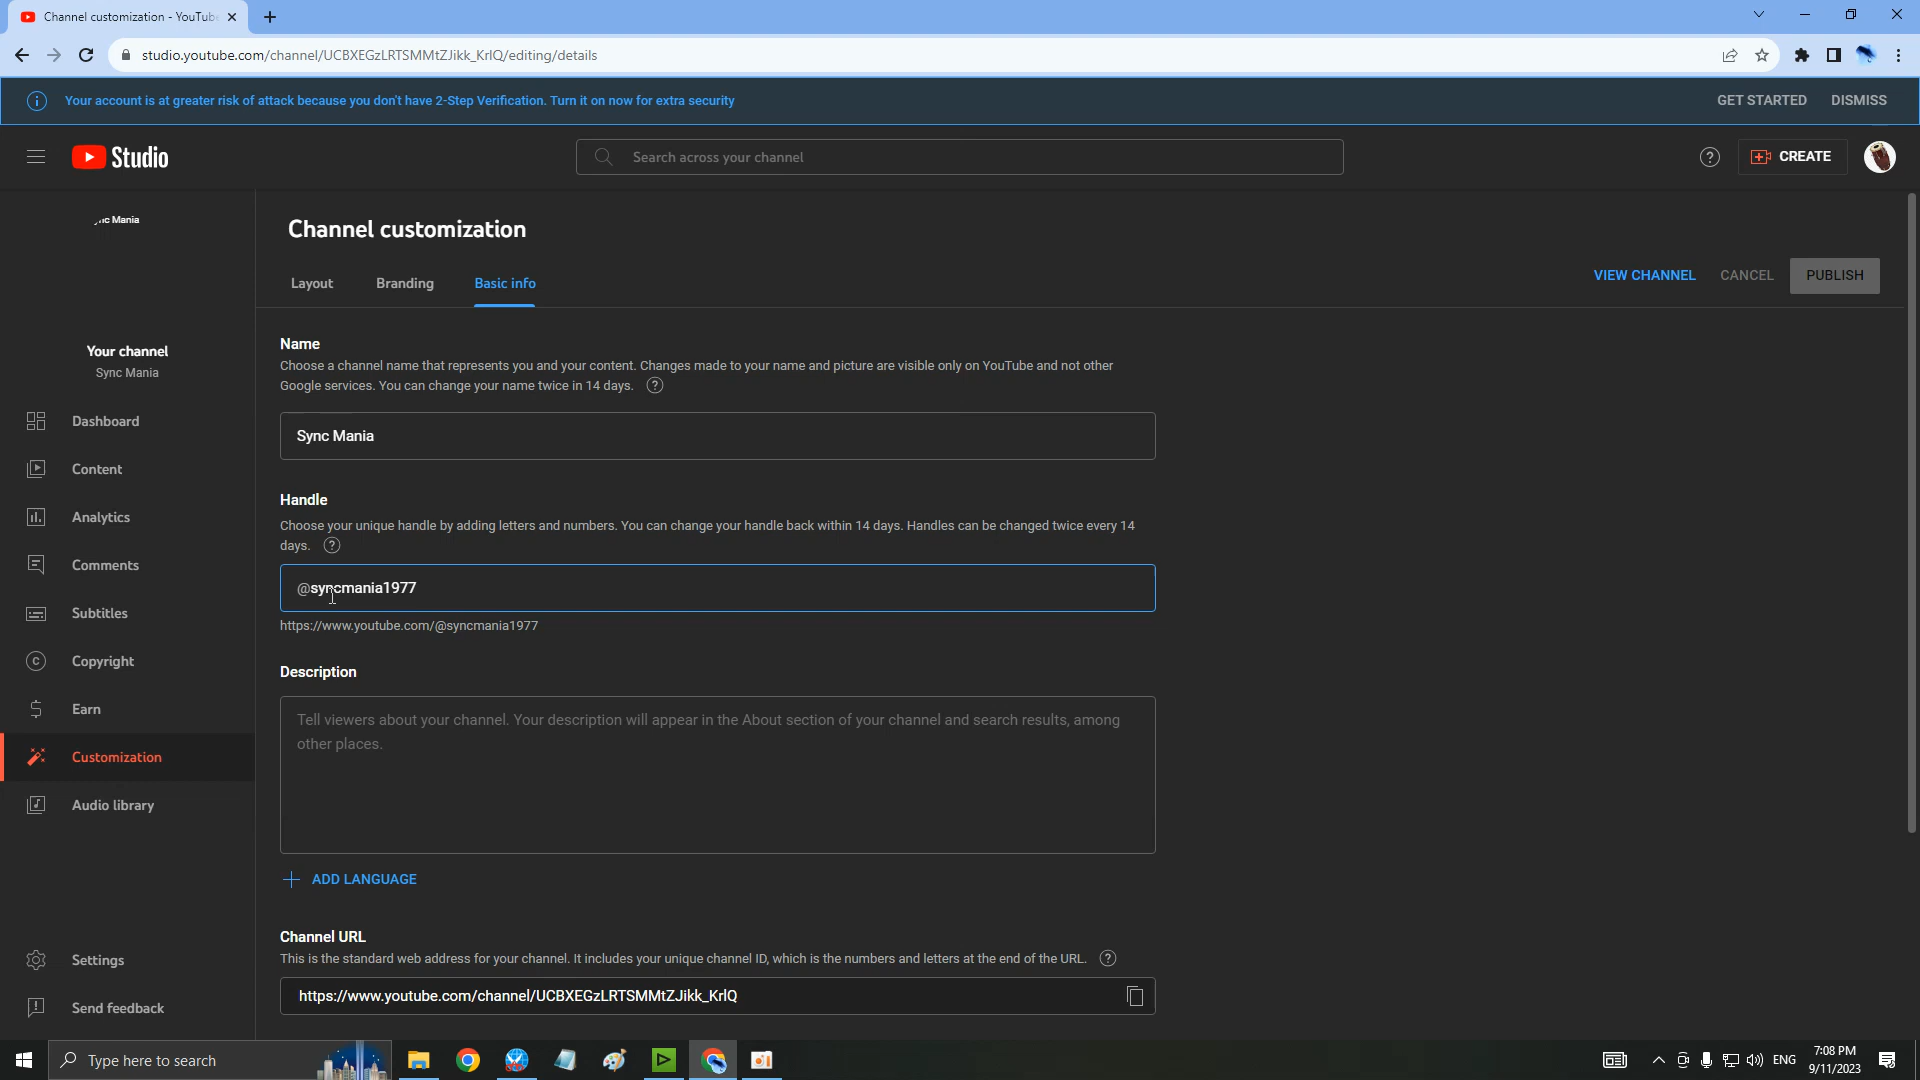 Channel customization - YouTube
studio.youtube.com/channel/UCBXEGzLRTSMMtZJikk_KrlQ/editing/details
Your account is at greater risk of attack because you don't have 2-Step Verification. Turn it on now for extra security
GET STARTED
DISMISS
Studio
Search across your channel
CREATE
Mania
Your channel
Sync Mania
Dashboard
Content
Analytics
Comments
Subtitles
Copyright
Earn
Customization
Audio library
Settings
Send feedback
Channel customization
Layout
Branding
Basic info
VIEW CHANNEL
CANCEL
PUBLISH
Name
Choose a channel name that represents you and your content. Changes made to your name and picture are visible only on YouTube and not other
Google services. You can change your name twice in 14 days.
Sync Mania
Handle
Choose your unique handle by adding letters and numbers. You can change your handle back within 14 days. Handles can be changed twice every 14
days.
@syncmania1977
https://www.youtube.com/@syncmania1977
Description
Tell viewers about your channel. Your description will appear in the About section of your channel and search results, among
other places.
ADD LANGUAGE
Channel URL
This is the standard web address for your channel. It includes your unique channel ID, which is the numbers and letters at the end of the URL.
https://www.youtube.com/channel/UCBXEGzLRTSMMtZJikk_KrlQ
Type here to search
ENG
7:08 PM
9/11/2023